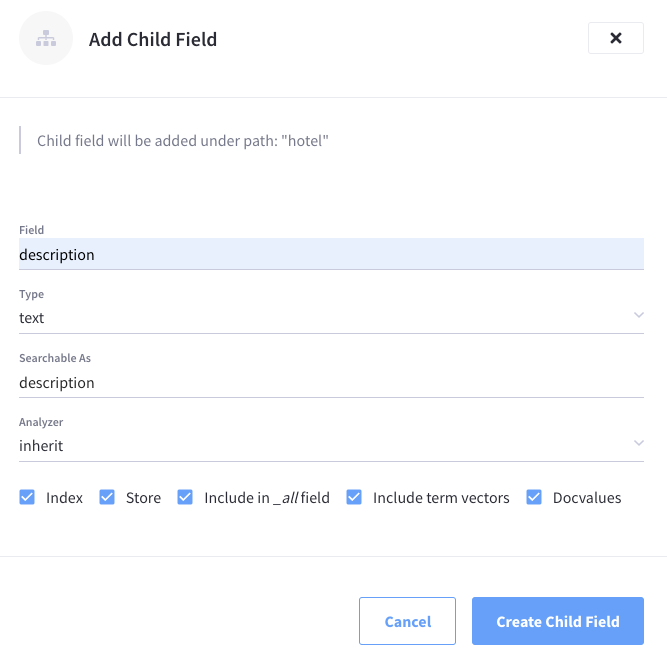 Add Child Field
Child field will be added under path: "hotel"
Field
description
Type
text
Searchable As
description
Analyzer
inherit
Index Store Include in _all field Include term vectors Docvalues
Cancel Create Child Field